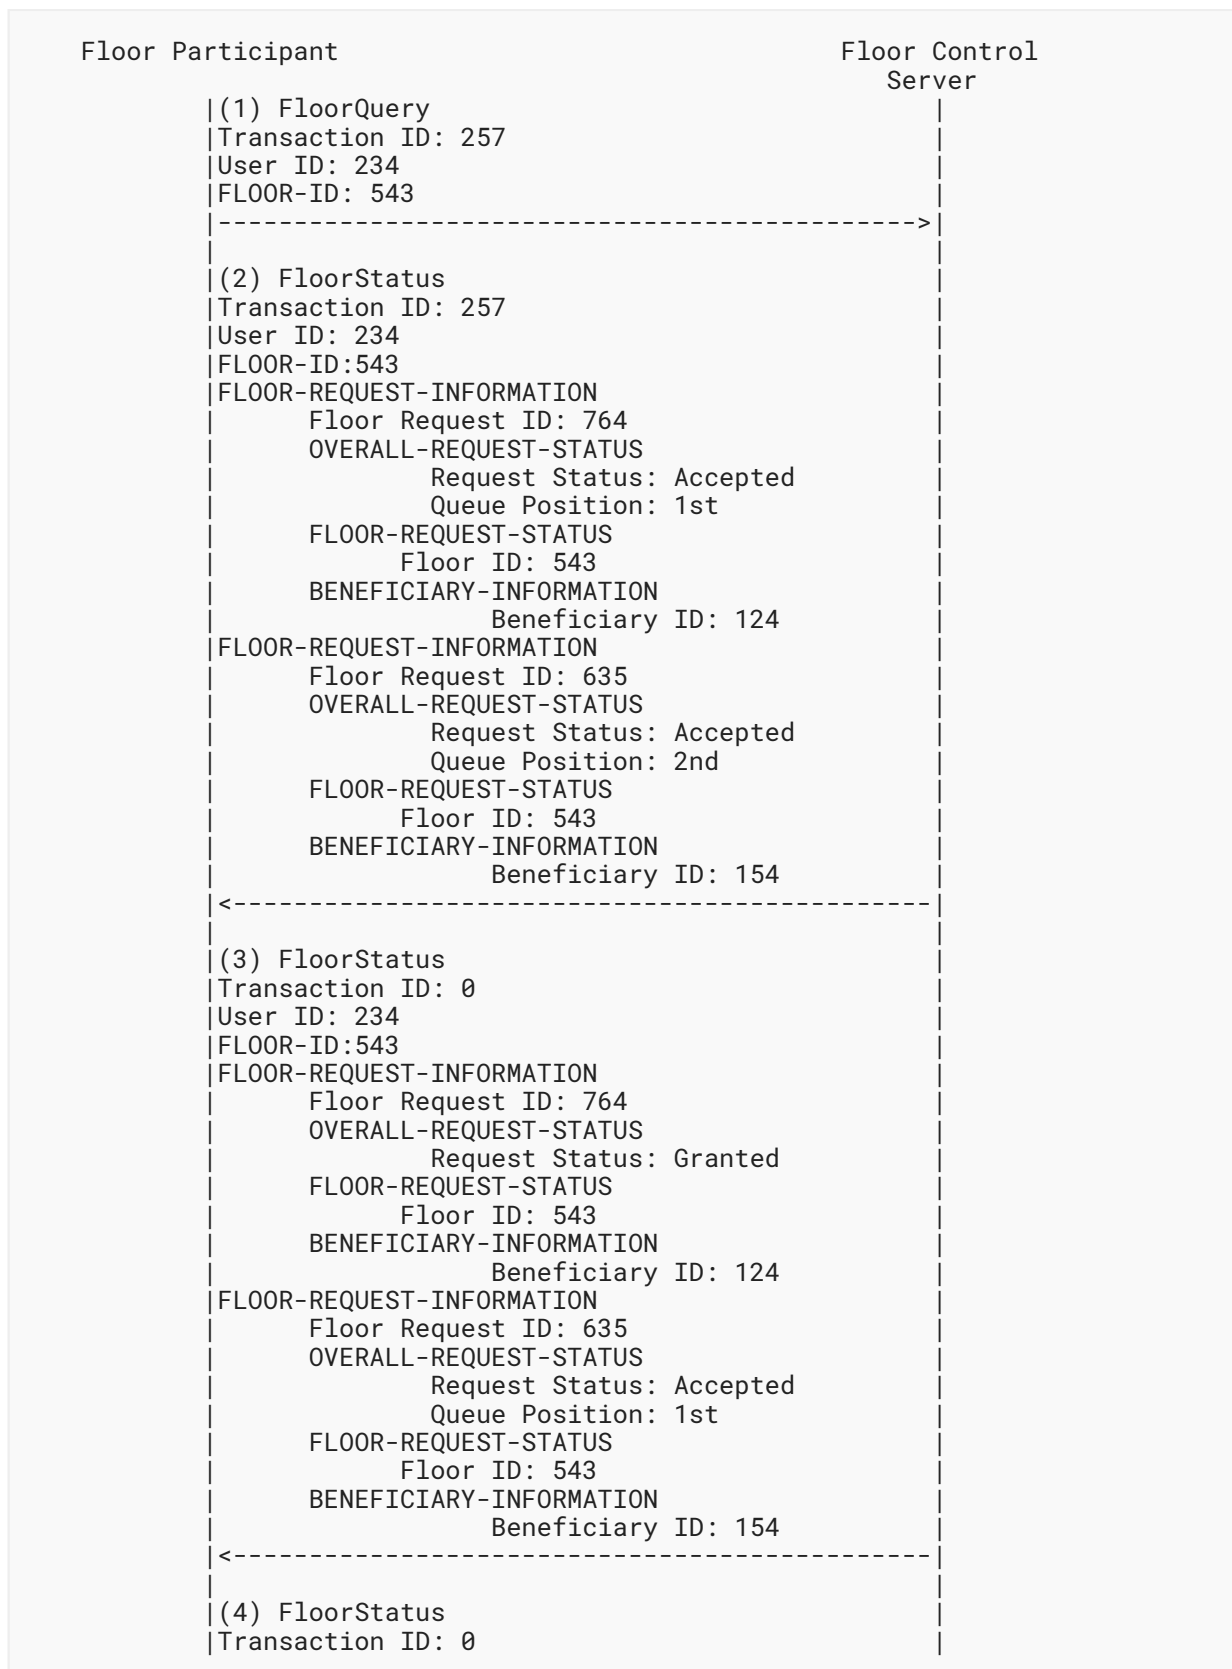 Floor Participant                                 Floor Control
                                                     Server
        |(1) FloorQuery                                 |
        |Transaction ID: 257                            |
        |User ID: 234                                   |
        |FLOOR-ID: 543                                  |
        |---------------------------------------------->|
        |                                               |
        |(2) FloorStatus                                |
        |Transaction ID: 257                            |
        |User ID: 234                                   |
        |FLOOR-ID:543                                   |
        |FLOOR-REQUEST-INFORMATION                      |
        |      Floor Request ID: 764                    |
        |      OVERALL-REQUEST-STATUS                   |
        |              Request Status: Accepted         |
        |              Queue Position: 1st              |
        |      FLOOR-REQUEST-STATUS                     |
        |            Floor ID: 543                      |
        |      BENEFICIARY-INFORMATION                  |
        |                  Beneficiary ID: 124          |
        |FLOOR-REQUEST-INFORMATION                      |
        |      Floor Request ID: 635                    |
        |      OVERALL-REQUEST-STATUS                   |
        |              Request Status: Accepted         |
        |              Queue Position: 2nd              |
        |      FLOOR-REQUEST-STATUS                     |
        |            Floor ID: 543                      |
        |      BENEFICIARY-INFORMATION                  |
        |                  Beneficiary ID: 154          |
        |<----------------------------------------------|
        |                                               |
        |(3) FloorStatus                                |
        |Transaction ID: 0                              |
        |User ID: 234                                   |
        |FLOOR-ID:543                                   |
        |FLOOR-REQUEST-INFORMATION                      |
        |      Floor Request ID: 764                    |
        |      OVERALL-REQUEST-STATUS                   |
        |              Request Status: Granted          |
        |      FLOOR-REQUEST-STATUS                     |
        |            Floor ID: 543                      |
        |      BENEFICIARY-INFORMATION                  |
        |                  Beneficiary ID: 124          |
        |FLOOR-REQUEST-INFORMATION                      |
        |      Floor Request ID: 635                    |
        |      OVERALL-REQUEST-STATUS                   |
        |              Request Status: Accepted         |
        |              Queue Position: 1st              |
        |      FLOOR-REQUEST-STATUS                     |
        |            Floor ID: 543                      |
        |      BENEFICIARY-INFORMATION                  |
        |                  Beneficiary ID: 154          |
        |<----------------------------------------------|
        |                                               |
        |(4) FloorStatus                                |
        |Transaction ID: 0                              |